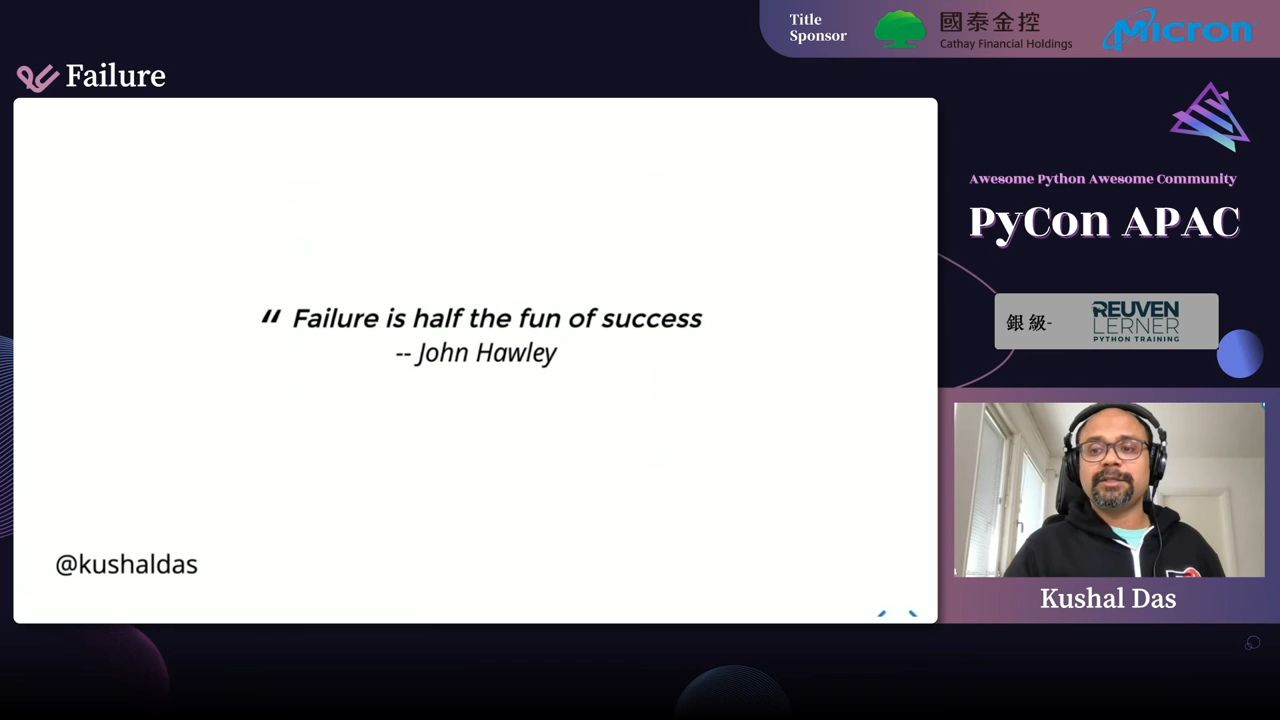 Title
Sponsor
國泰金控
Cathay Financial Holdings
Micron
Failure
Awesome Python Awesome Community
PyCon APAC
“ Failure is half the fun of success
-- John Hawley
銀 級-
REUVEN
LERNER
PYTHON TRAINING
@kushaldas
Kushal Das